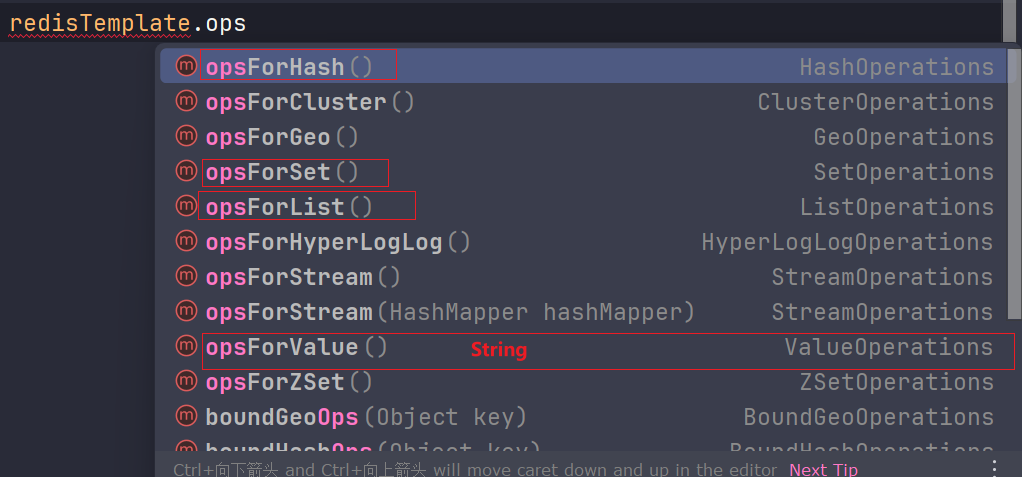 redisTemplate.ops
opsForHash() HashOperations
opsForCluster() ClusterOperations
opsForGeo() GeoOperations
opsForSet() SetOperations
opsForList() ListOperations
opsForHyperLogLog() HyperLogLogOperations
opsForStream() StreamOperations
opsForStream(HashMapper hashMapper) StreamOperations
opsForValue() String ValueOperations
opsForZSet() ZSetOperations
boundGeoOps(Object key) BoundGeoOperations
boundHashOps(Object key) BoundHashOperations
Ctrl+向下箭头 and Ctrl+向上箭头 will move caret down and up in the editor Next Tip